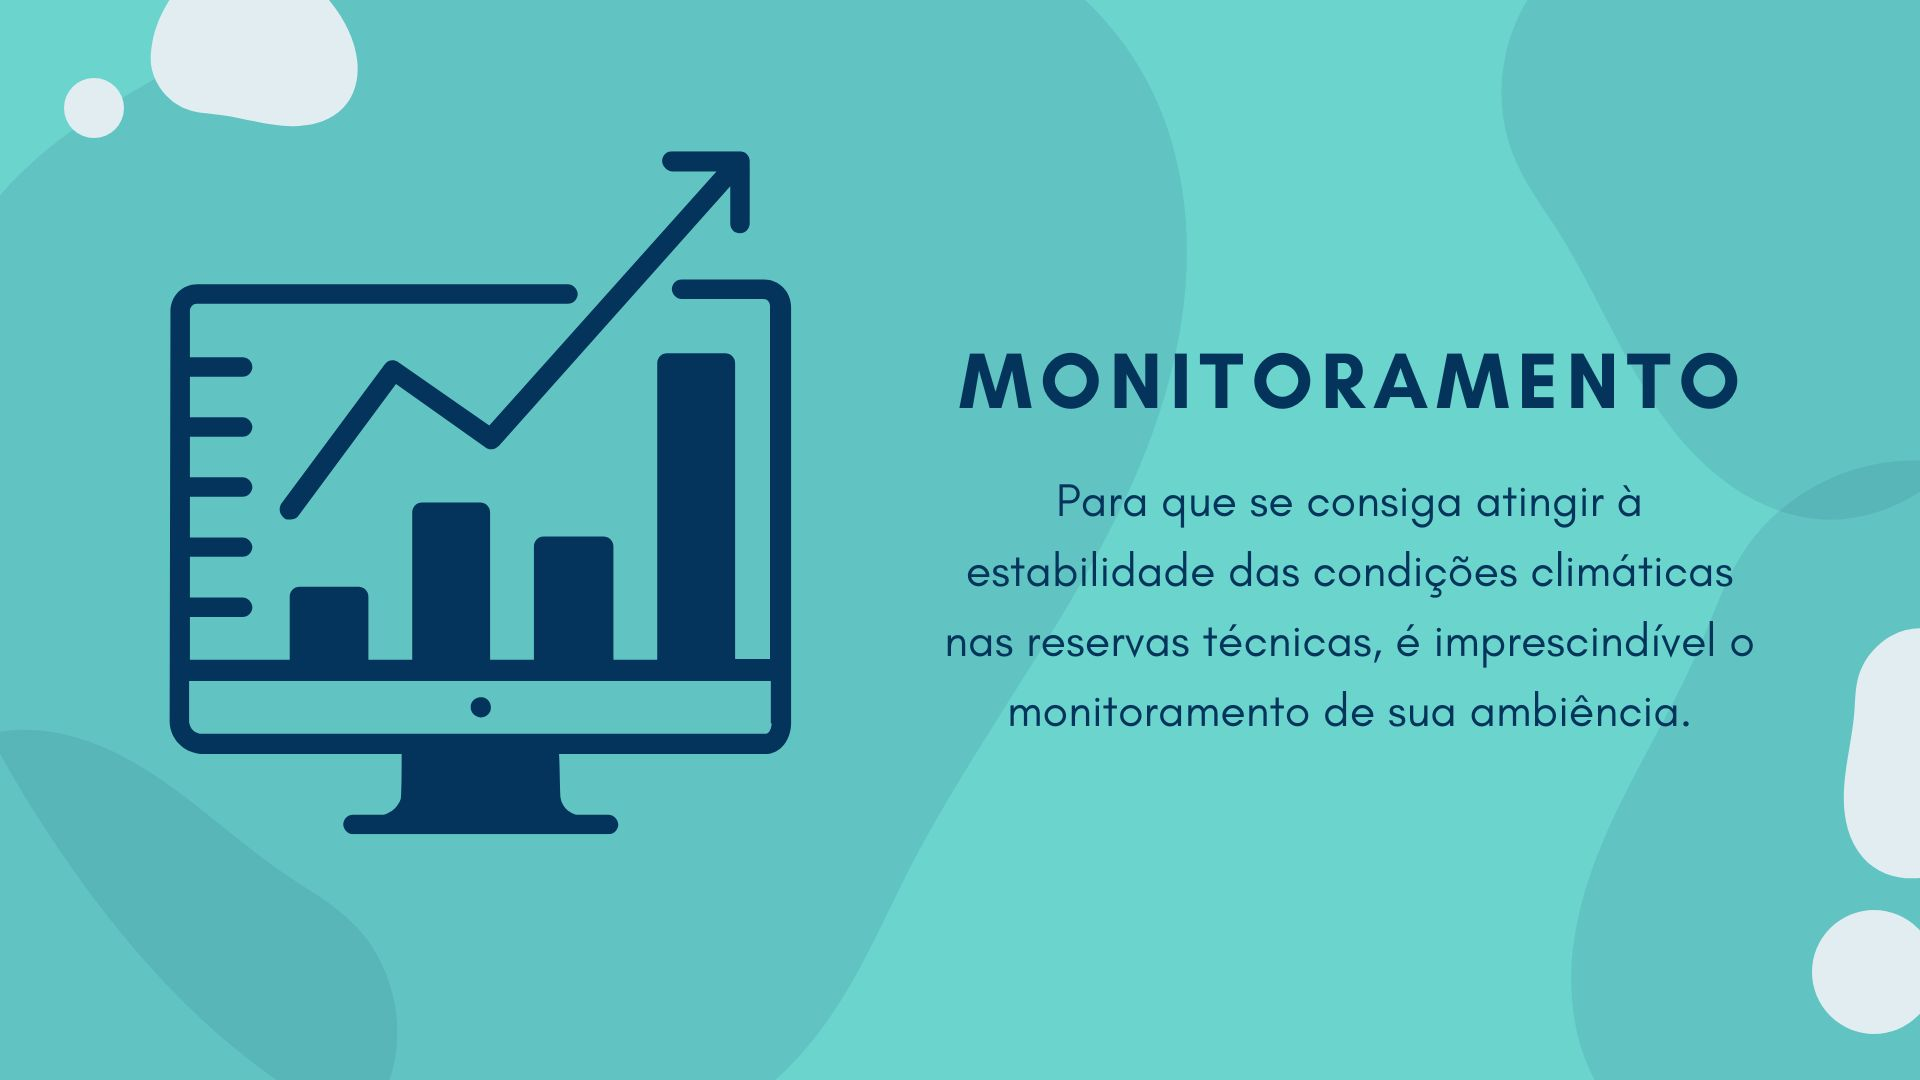 MONITORAMENTO
Para que se consiga atingir à
estabilidade das condições climáticas
nas reservas técnicas, é imprescindível o
monitoramento de sua ambiência.